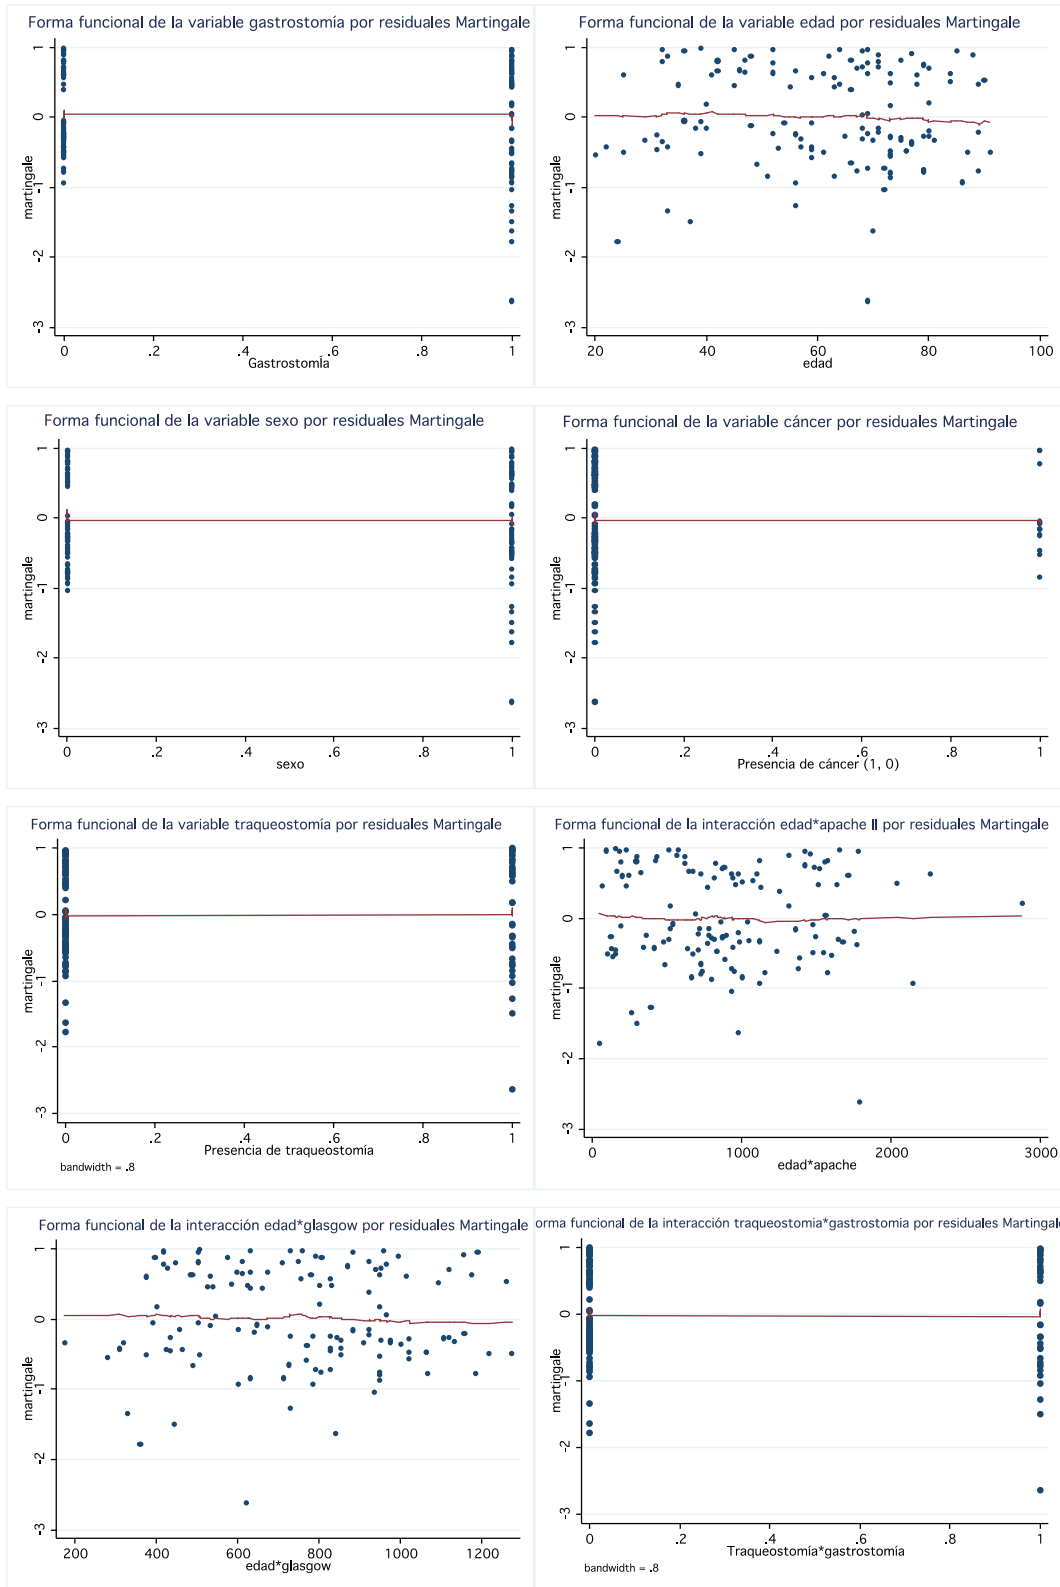 Forma funcional de la variable gastrostomía por residuales Martingale
martingale
1
0
-1
-2
-3
0 .2 .4 .6 .8 1
Gastrostomía
Forma funcional de la variable edad por residuales Martingale
martingale
1
0
-1
-2
-3
20 40 60 80 100
edad
Forma funcional de la variable sexo por residuales Martingale
martingale
1
0
-1
-2
-3
0 .2 .4 .6 .8 1
sexo
Forma funcional de la variable cáncer por residuales Martingale
martingale
1
0
-1
-2
-3
0 .2 .4 .6 .8 1
Presencia de cáncer (1, 0)
Forma funcional de la variable traqueostomía por residuales Martingale
martingale
1
0
-1
-2
-3
0 .2 .4 .6 .8 1
Presencia de traqueostomía
bandwidth = .8
Forma funcional de la interacción edad*apache II por residuales Martingale
martingale
1
0
-1
-2
-3
0 1000 2000 3000
edad*apache
Forma funcional de la interacción edad*glasgow por residuales Martingale
martingale
1
0
-1
-2
-3
200 400 600 800 1000 1200
edad*glasgow
orma funcional de la interacción traqueostomia*gastrostomia por residuales Martingal
martingale
1
0
-1
-2
-3
0 .2 .4 .6 .8 1
Traqueostomía*gastrostomía
bandwidth = .8